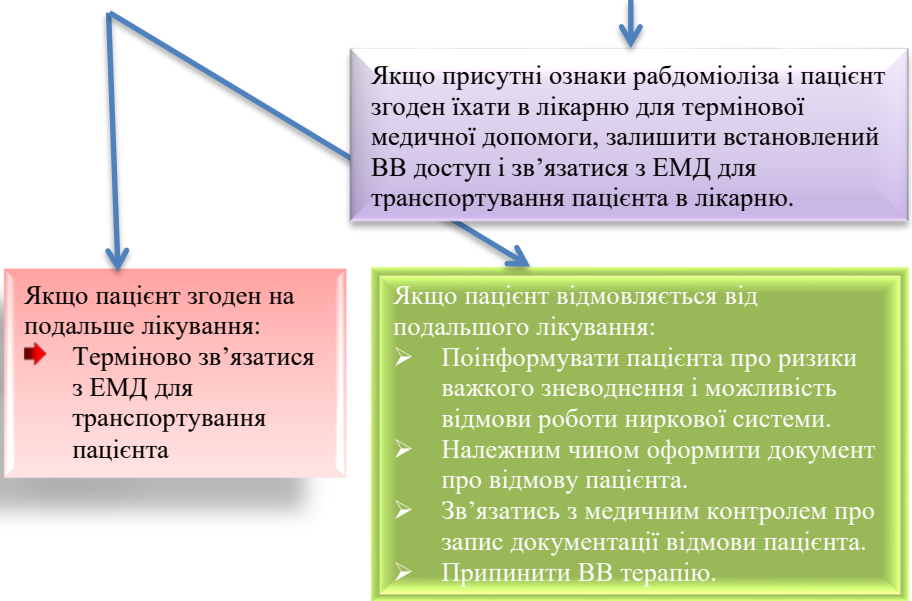 Якщо присутні ознаки рабдоміоліза і пацієнт
згоден їхати в лікарню для термінової
медичної допомоги, залишити встановлений
ВВ доступ і зв’язатися з ЕМД для
транспортування пацієнта в лікарню.
Якщо пацієнт згоден на
подальше лікування:
Терміново зв’язатися
з ЕМД для
транспортування
пацієнта
Якщо пацієнт відмовляється від
подальшого лікування:
➢ Поінформувати пацієнта про ризики
важкого зневоднення і можливість
відмови роботи ниркової системи.
➢ Належним чином оформити документ
про відмову пацієнта.
➢ Зв’язатись з медичним контролем про
запис документації відмови пацієнта.
➢ Припинити ВВ терапію.